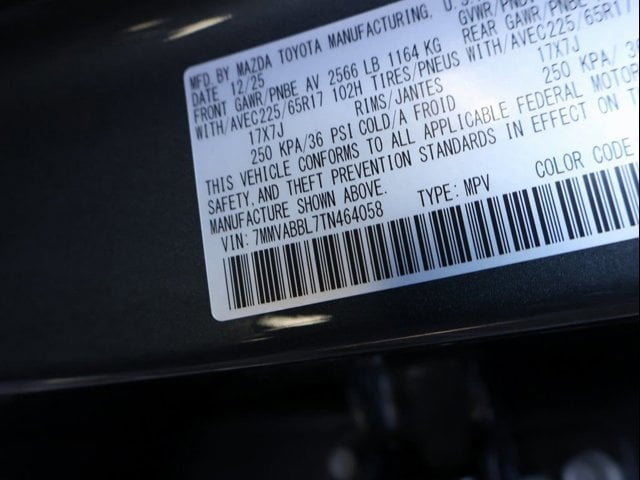 MFD BY MAZDA TOYOTA MANUFACTURING, U.S.
DATE 12/25 GVWR/PNBV
FRONT GAWR/PNBE AV 2566 LB 1164 KG REAR GAWR/PNBE
WITH/AVEC225/65R17 102H TIRES/PNEUS WITH/AVEC225/65R17
17X7J RIMS/JANTES 17X7J
250 KPA/36 PSI COLD/A FROID 250 KPA/
THIS VEHICLE CONFORMS TO ALL APPLICABLE FEDERAL MOTOR
SAFETY, AND THEFT PREVENTION STANDARDS IN EFFECT ON
MANUFACTURE SHOWN ABOVE.
VIN: 7MMVABBL7TN464058 TYPE: MPV COLOR CODE